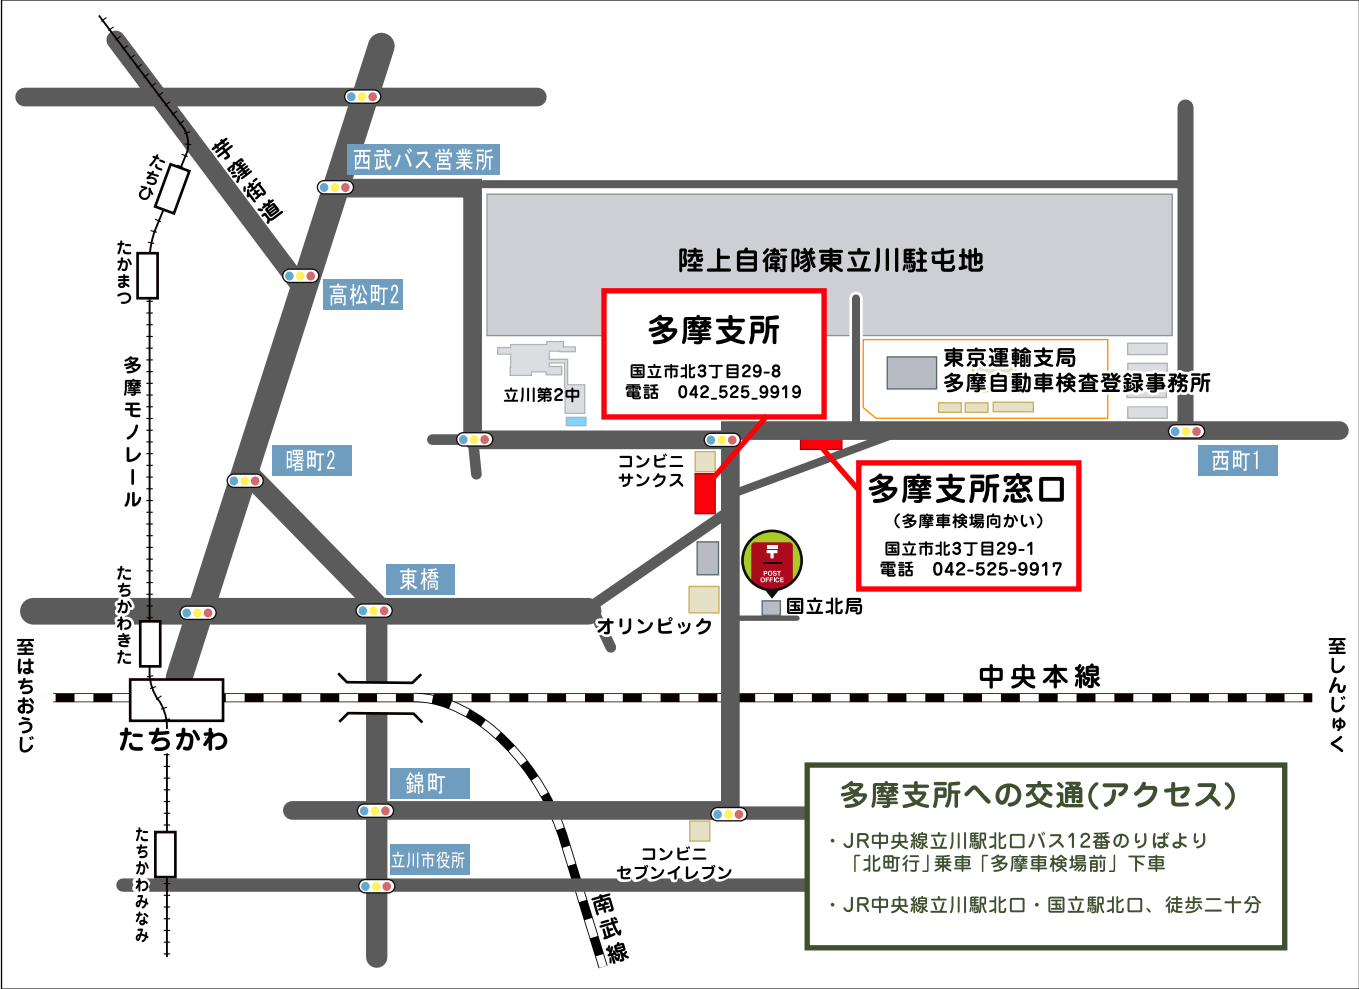 西武バス営業所
たちひ
多摩街道
たかまつ
高松町2
陸上自衛隊東立川駐屯地
多摩支所
国立市北3丁目29-8
電話　042_525_9919
東京運輸支局
多摩自動車検査登録事務所
立川第2中
多摩モノレール
曙町2
コンビニ
サンクス
西町1
多摩支所窓口
（多摩車検場向かい）
国立市北3丁目29-1
電話　042-525-9917
POST
OFFICE
国立北局
東橋
たちかわきた
オリンピック
至はちおうじ
至しんじゅく
中央本線
たちかわ
錦町
立川市役所
コンビニ
セブンイレブン
たちかわみなみ
南武線
多摩支所への交通(アクセス)
・JR中央線立川駅北口バス12番のりばより
「北町行」乗車「多摩車検場前」下車
・JR中央線立川駅北口・国立駅北口、徒歩二十分